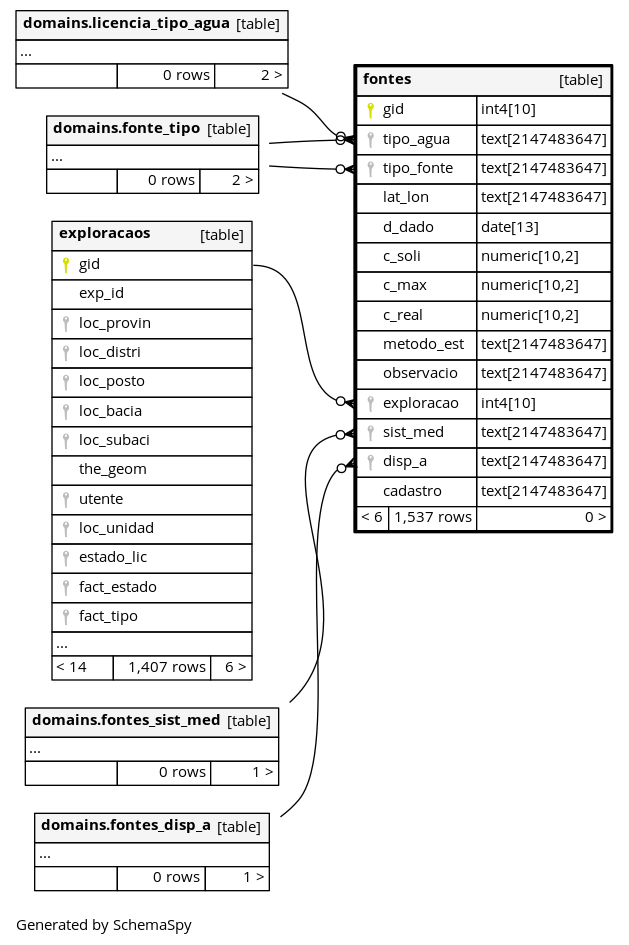 domains.licencia_tipo_agua [table]
...
0 rows 2 >
domains.fonte_tipo [table]
...
0 rows 2 >
exploracaos [table]
gid
exp_id
loc_provin
loc_distri
loc_posto
loc_bacia
loc_subaci
the_geom
utente
loc_unidad
estado_lic
fact_estado
fact_tipo
...
< 14 1,407 rows 6 >
domains.fontes_sist_med [table]
...
0 rows 1 >
domains.fontes_disp_a [table]
...
0 rows 1 >
fontes [table]
gid int4[10]
tipo_agua text[2147483647]
tipo_fonte text[2147483647]
lat_lon text[2147483647]
d_dado date[13]
c_soli numeric[10,2]
c_max numeric[10,2]
c_real numeric[10,2]
metodo_est text[2147483647]
observacio text[2147483647]
exploracao int4[10]
sist_med text[2147483647]
disp_a text[2147483647]
cadastro text[2147483647]
< 6 1,537 rows 0 >
Generated by SchemaSpy